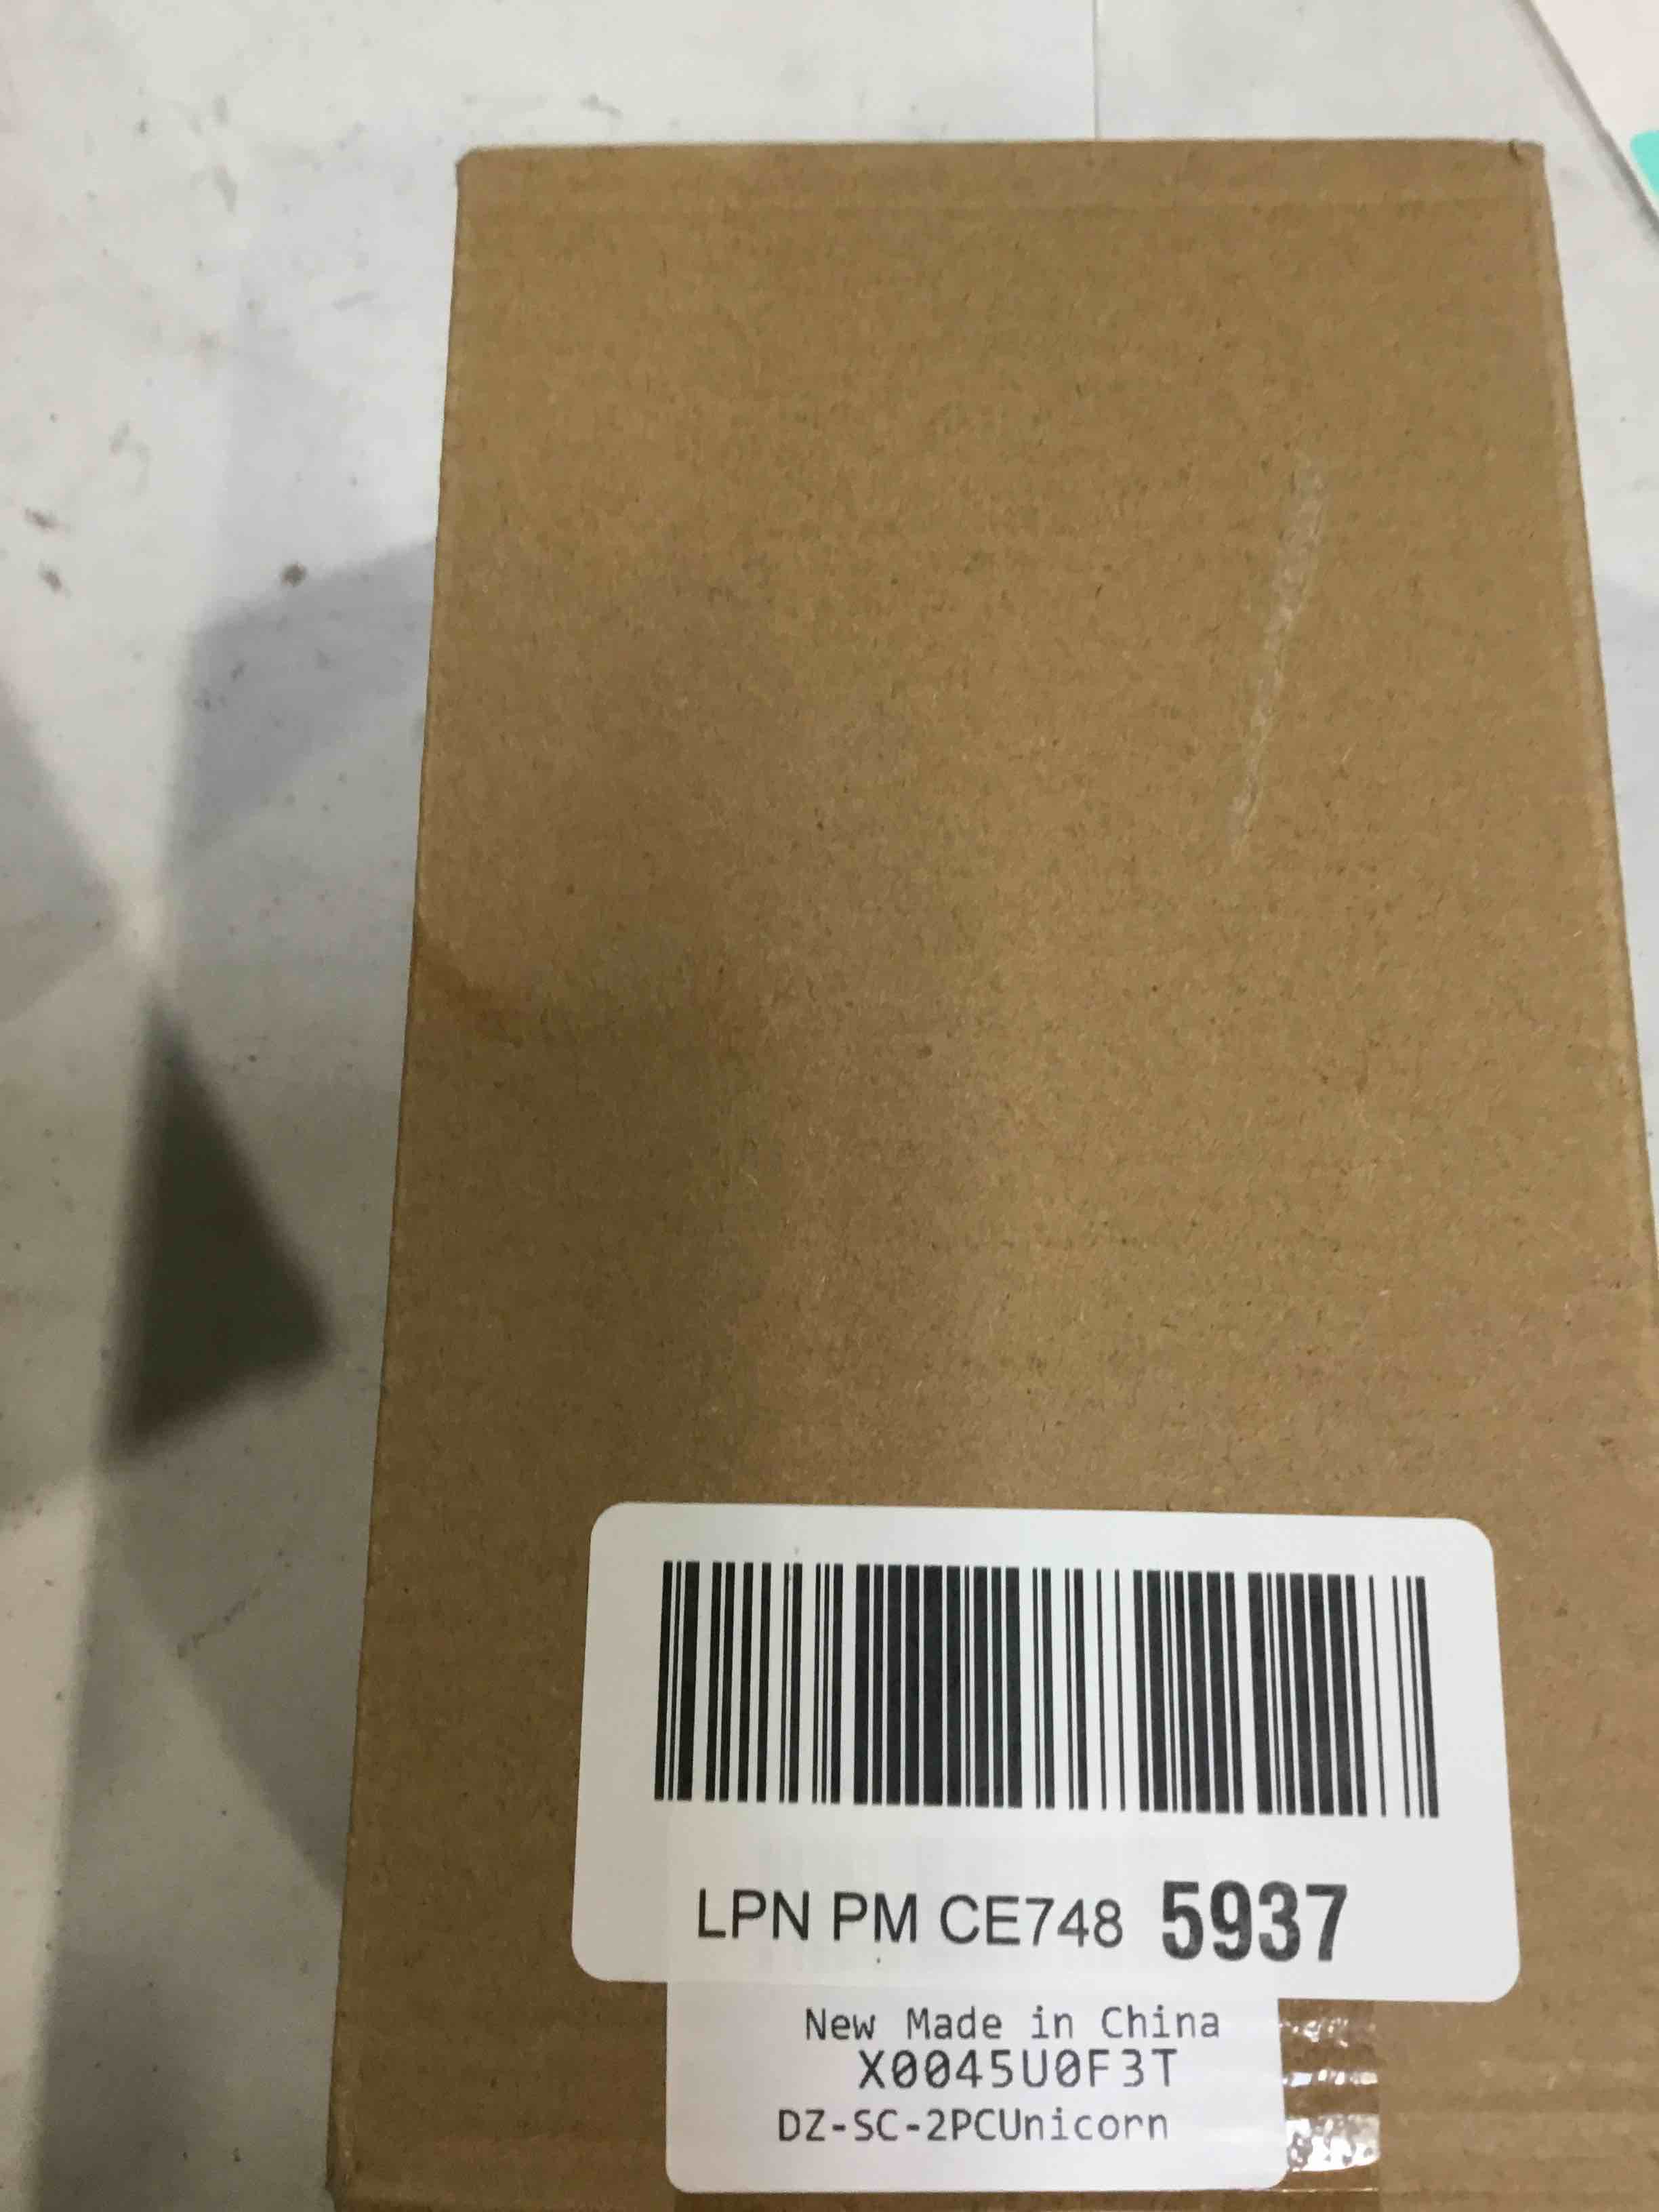 LPN PM CE748 5937
New Made in China
X0045U0F3T
DZ-SC-2PCUnicorn